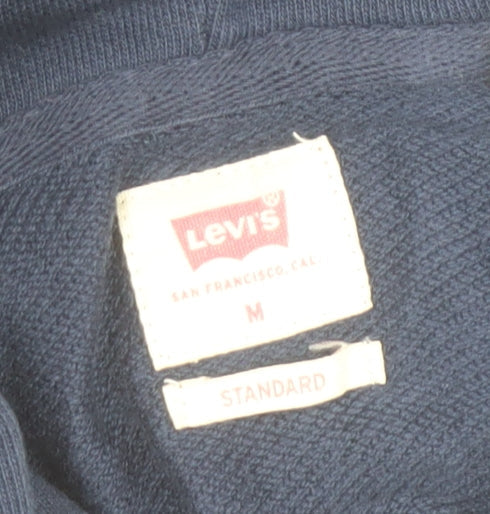 Levi's®
SAN FRANCISCO, CAL.
M
STANDARD